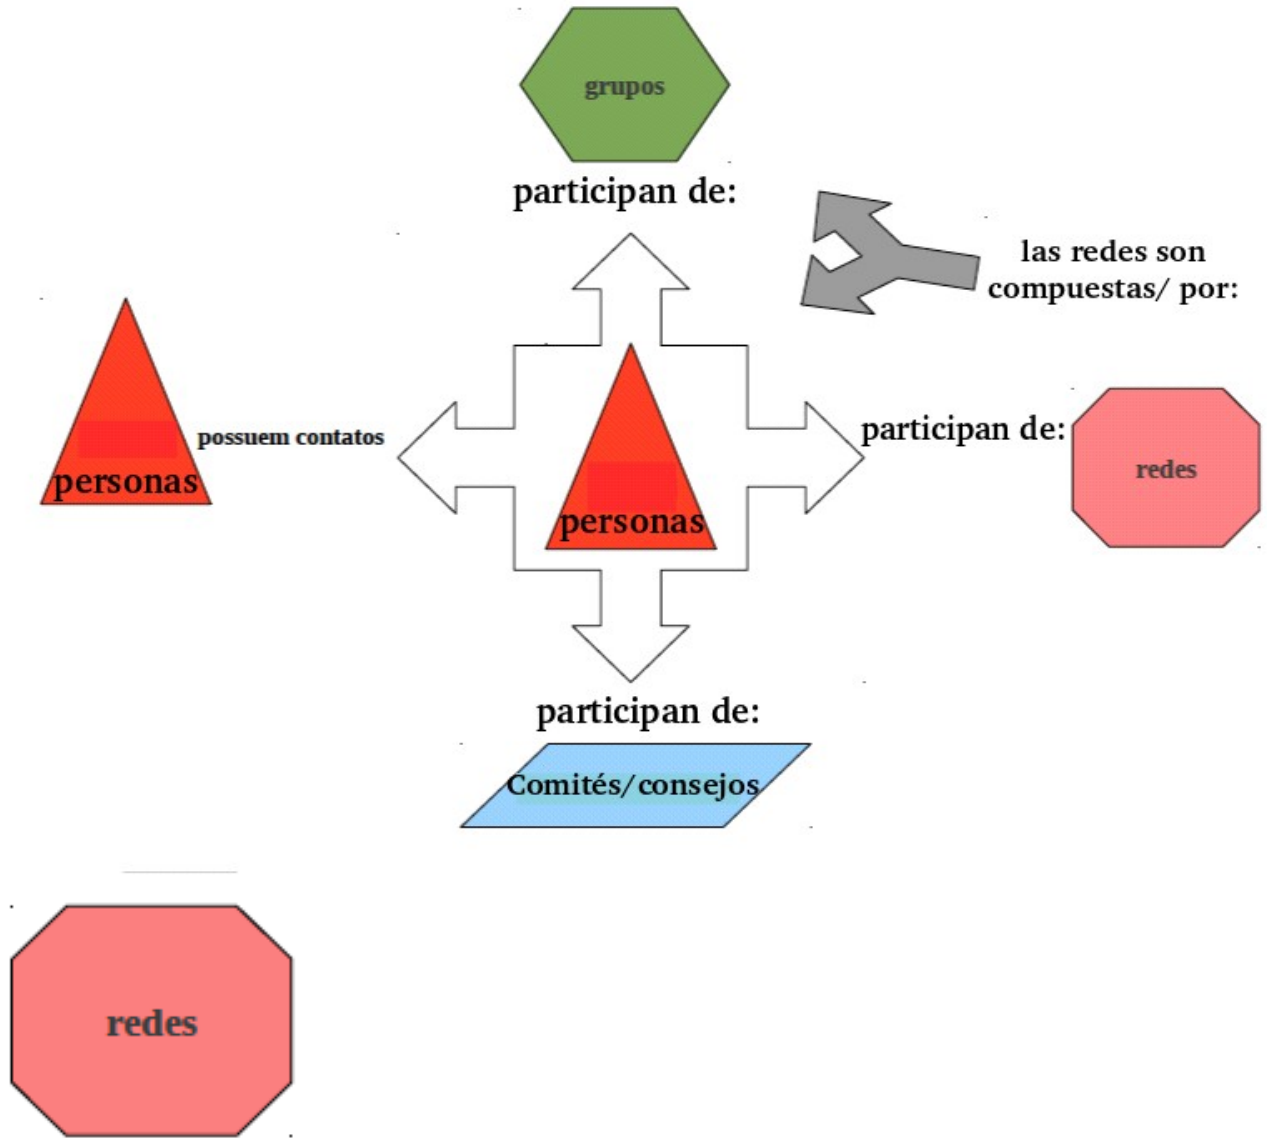 grupos
participan de:
las redes son
compuestas/ por:
personas
possuem contatos
personas
participan de:
redes
participan de:
Comités/consejos
redes